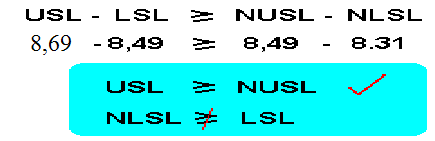 USL - LSL ⩾ NUSL - NLSL
8,69 - 8,49 ⩾ 8,49 - 8.31
USL ⩾ NUSL ✓
NLSL ⩾̸ LSL